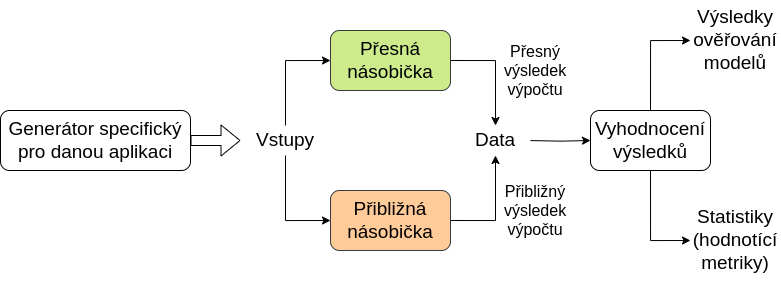 Generátor specifický
pro danou aplikaci
Vstupy
Přesná
násobička
Přesný
výsledek
výpočtu
Přibližná
násobička
Přibližný
výsledek
výpočtu
Data
Vyhodnocení
výsledků
Výsledky
ověřování
modelů
Statistiky
(hodnotící
metriky)